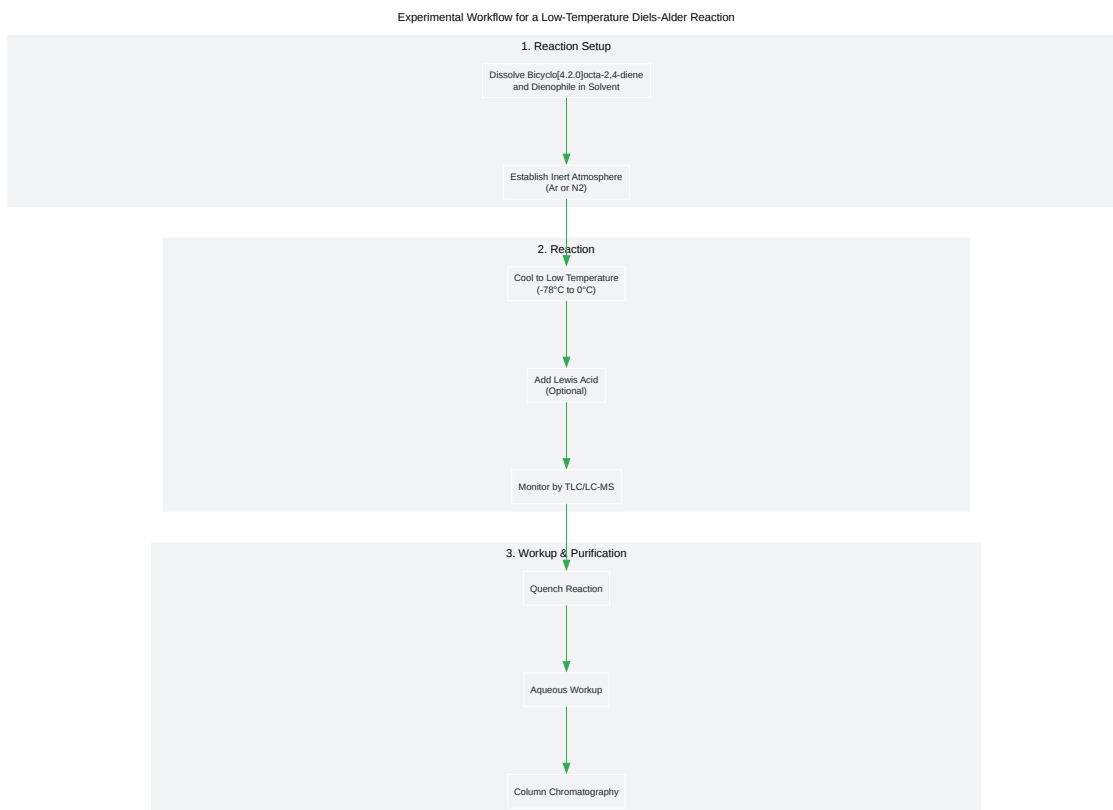 Experimental Workflow for a Low-Temperature Diels-Alder Reaction
1. Reaction Setup
Dissolve Bicyclo[4.2.0]octa-2,4-diene
and Dienophile in Solvent
Establish Inert Atmosphere
(Ar or N2)
2. Reaction
Cool to Low Temperature
(-78°C to 0°C)
Add Lewis Acid
(Optional)
Monitor by TLC/LC-MS
3. Workup & Purification
Quench Reaction
Aqueous Workup
Column Chromatography